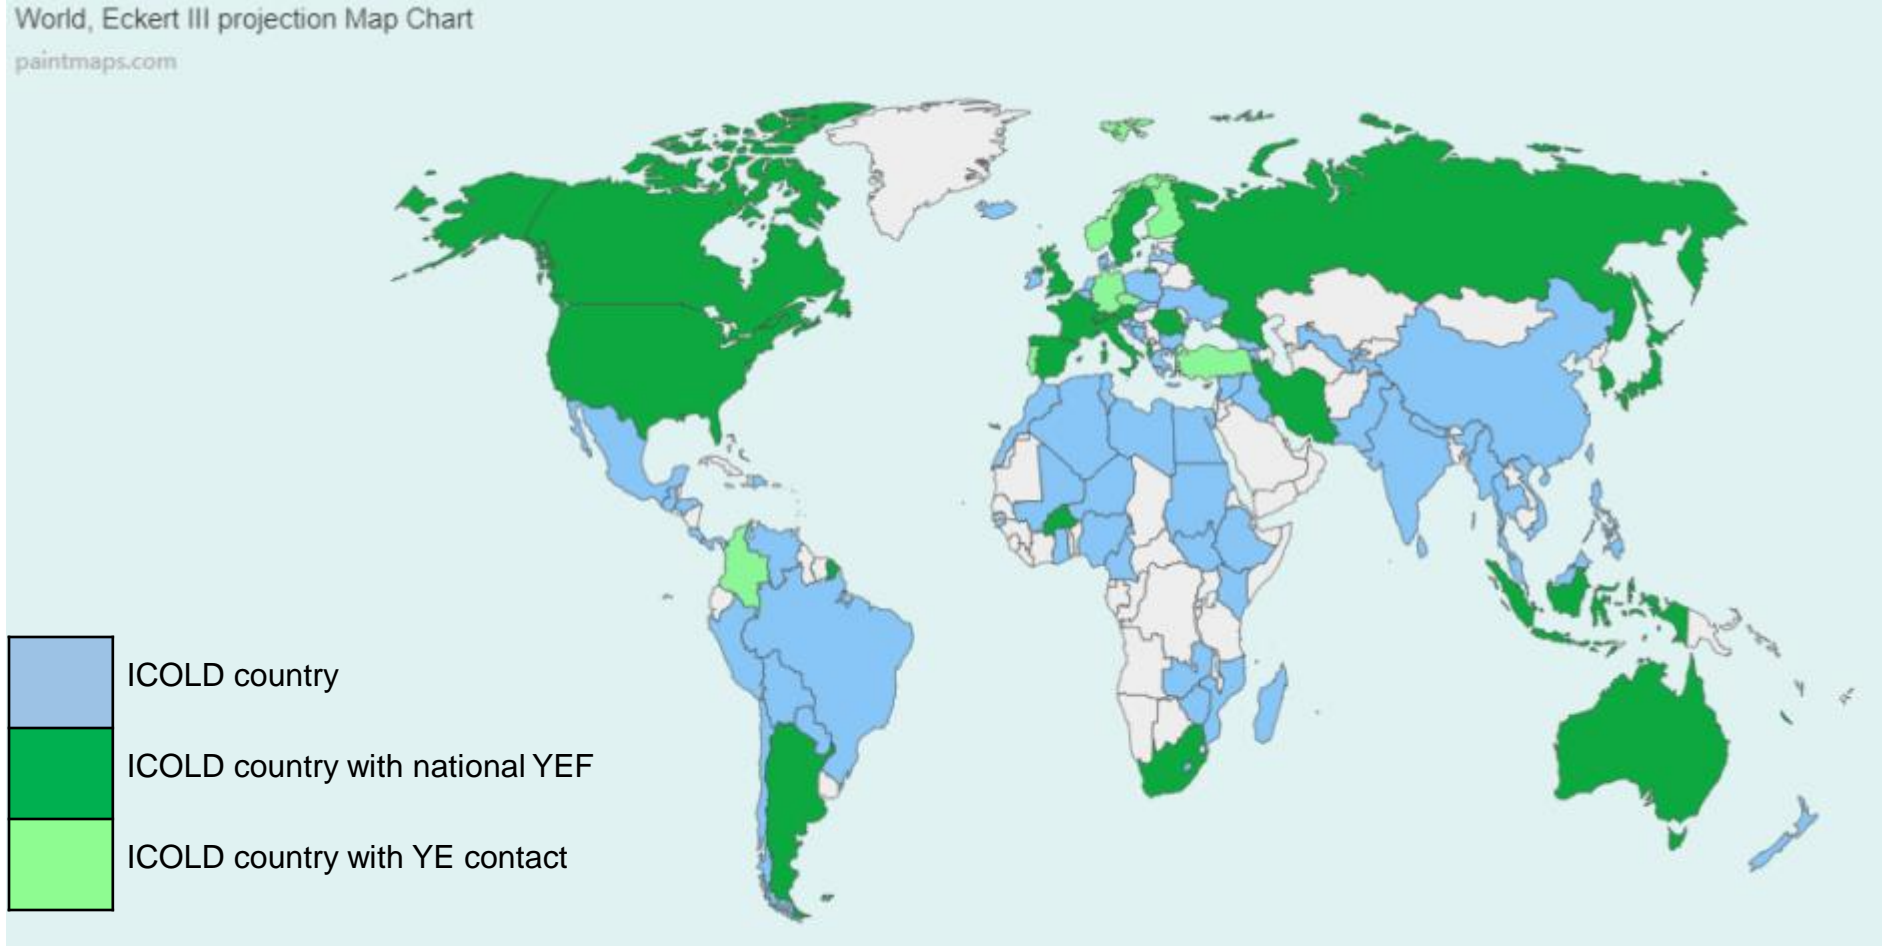 World, Eckert III projection Map Chart
paintmaps.com
ICOLD country
ICOLD country with national YEF
ICOLD country with YE contact